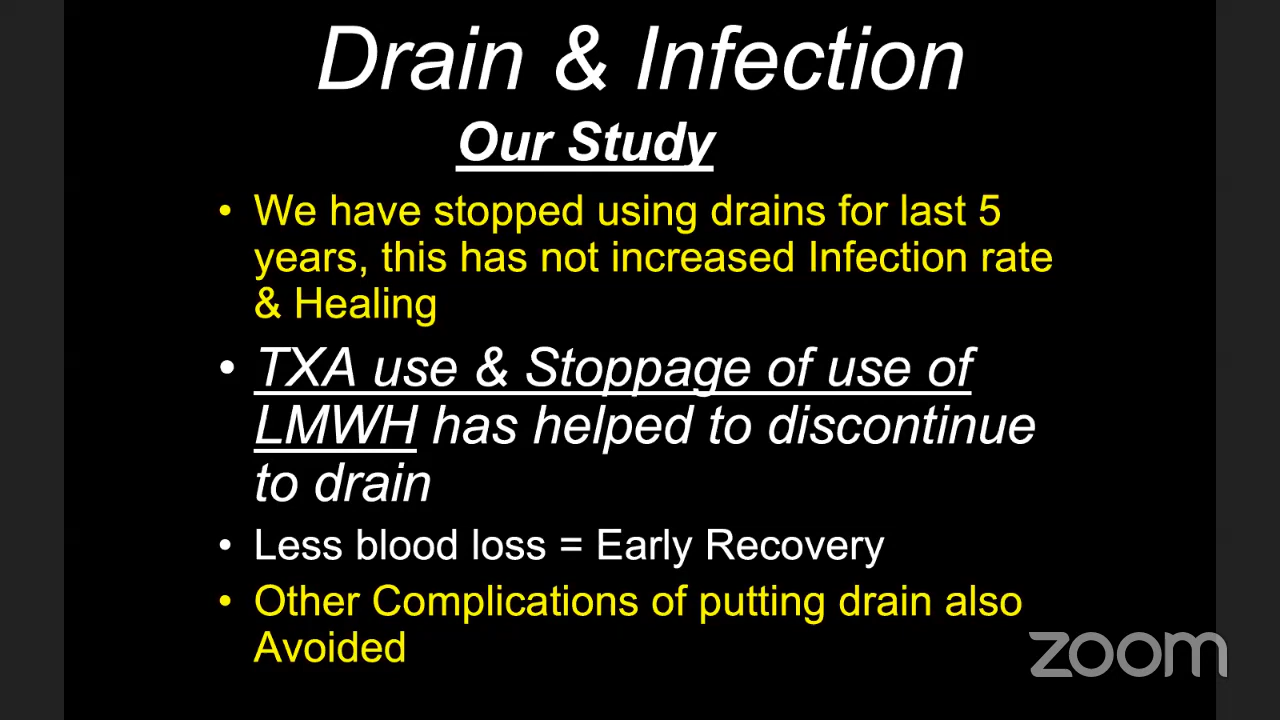 Drain & Infection
Our Study
• We have stopped using drains for last 5
years, this has not increased Infection rate
& Healing
• TXA use & Stoppage of use of
LMWH has helped to discontinue
to drain
• Less blood loss = Early Recovery
• Other Complications of putting drain also
Avoided
zoom